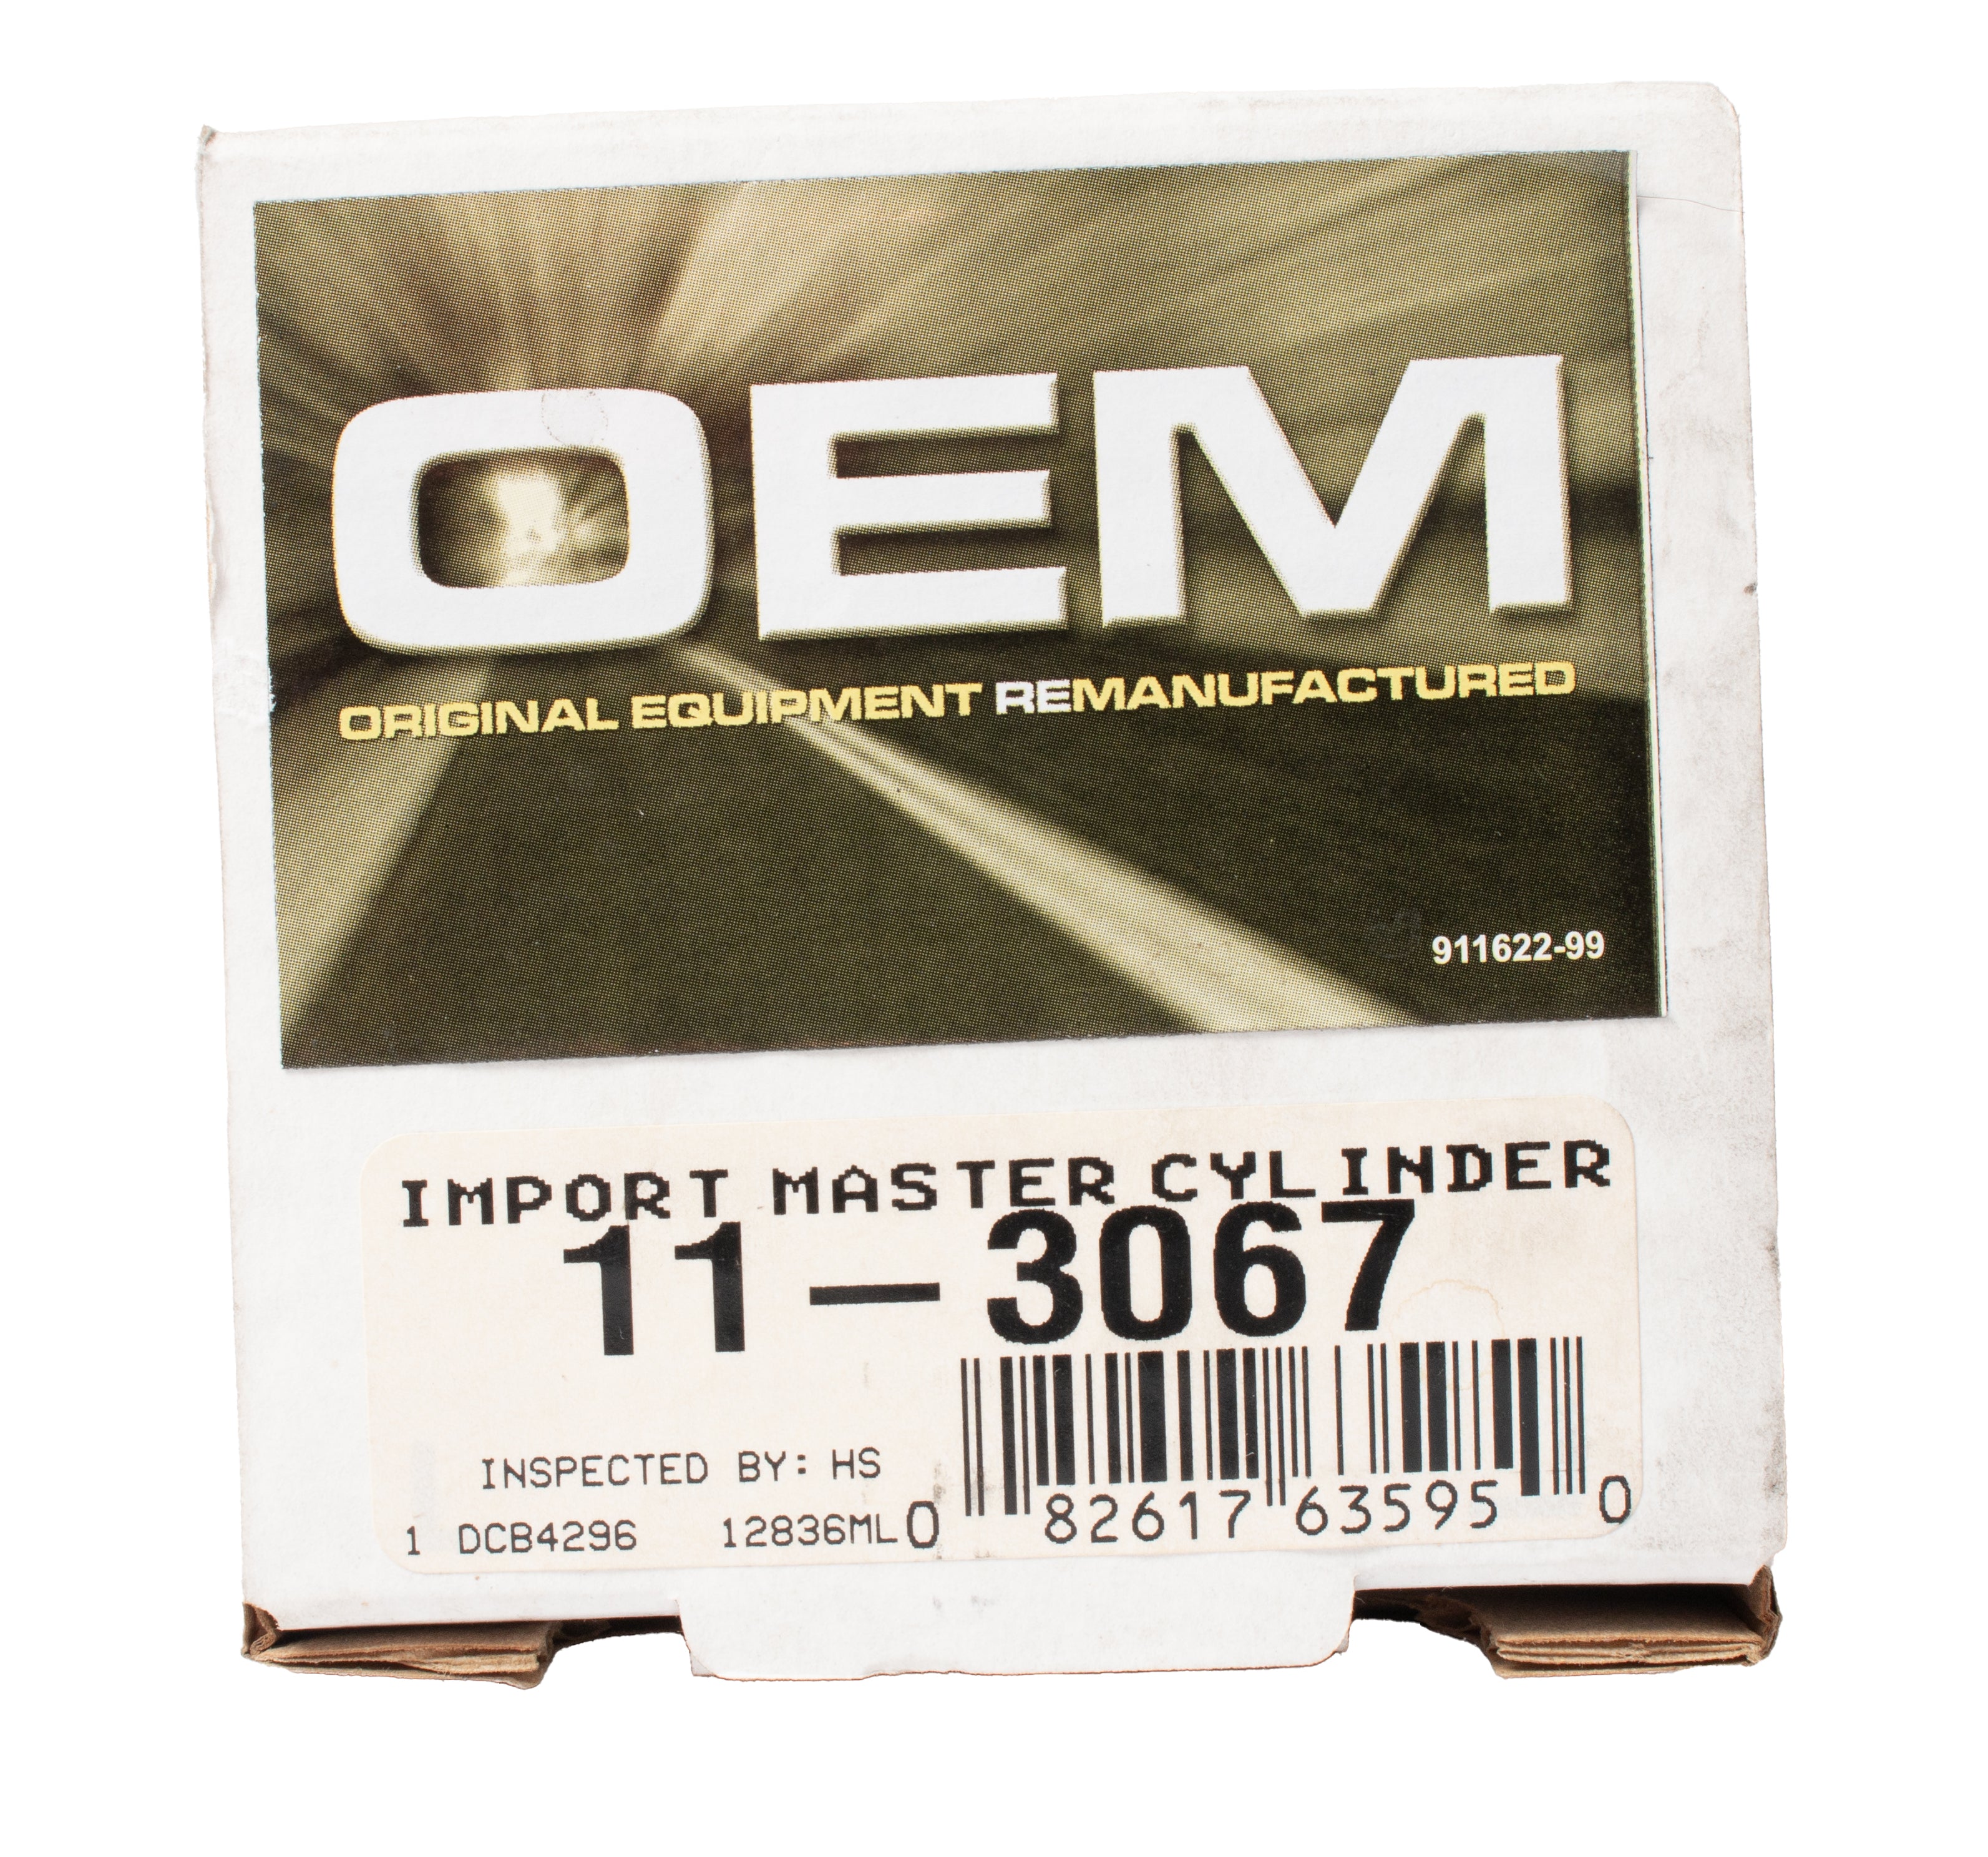 OEM
ORIGINAL EQUIPMENT REMANUFACTURED
911622-99
IMPORT MASTER CYLINDER
11-3067
INSPECTED BY: HS
1 DCB4296 12836ML
0 82617 63595 0